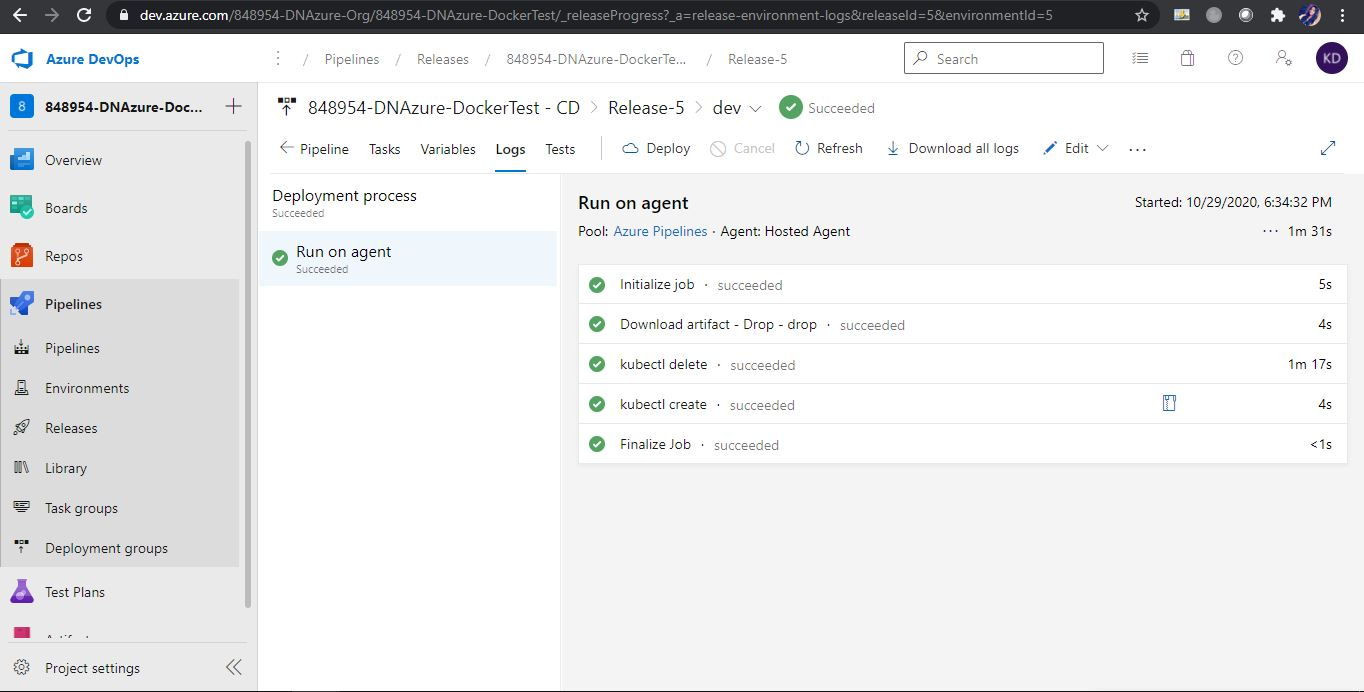 dev.azure.com/848954-DNAzure-Org/848954-DNAzure-DockerTest/_releaseProgress?_a=release-environment-logs&releaseId=5&environmentId=5
Azure DevOps
/ Pipelines / Releases / 848954-DNAzure-DockerTe... / Release-5
Search
KD
8 848954-DNAzure-Doc...
Overview
Boards
Repos
Pipelines
Pipelines
Environments
Releases
Library
Task groups
Deployment groups
Test Plans
Project settings
848954-DNAzure-DockerTest - CD > Release-5 > dev Succeeded
Pipeline Tasks Variables Logs Tests Deploy Cancel Refresh Download all logs Edit ...
Deployment process
Succeeded
Run on agent
Succeeded
Run on agent
Started: 10/29/2020, 6:34:32 PM
Pool: Azure Pipelines · Agent: Hosted Agent
... 1m 31s
Initialize job · succeeded 5s
Download artifact - Drop - drop · succeeded 4s
kubectl delete · succeeded 1m 17s
kubectl create · succeeded 4s
Finalize Job · succeeded <1s